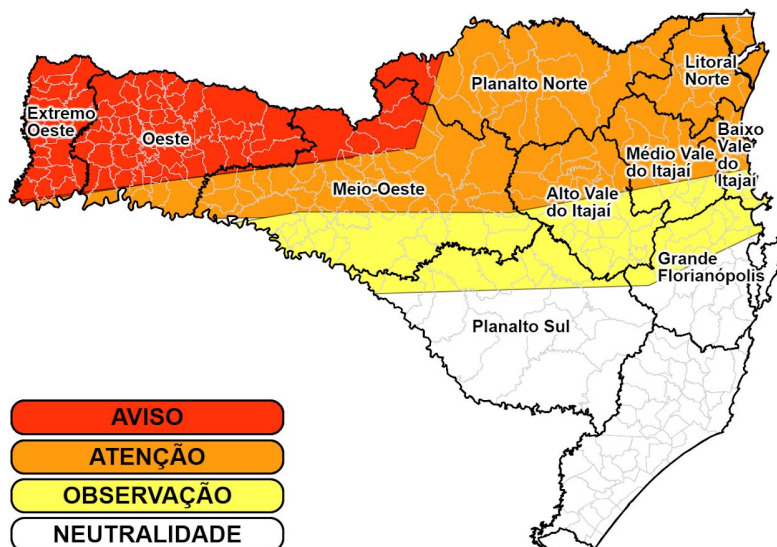 Planalto Norte
Litoral
Norte
Extremo
Oeste
Oeste
Baixo
Vale
do
Itajaí
Médio Vale
do Itajaí
Meio-Oeste
Alto Vale
do Itajaí
Grande
Florianópolis
Planalto Sul
AVISO
ATENÇÃO
OBSERVAÇÃO
NEUTRALIDADE